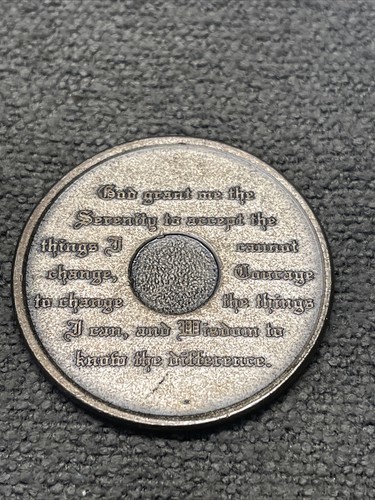 God grant me the
Serenity to accept the
things I cannot
change, Courage
to change the things
I can, and Wisdom to
know the difference.